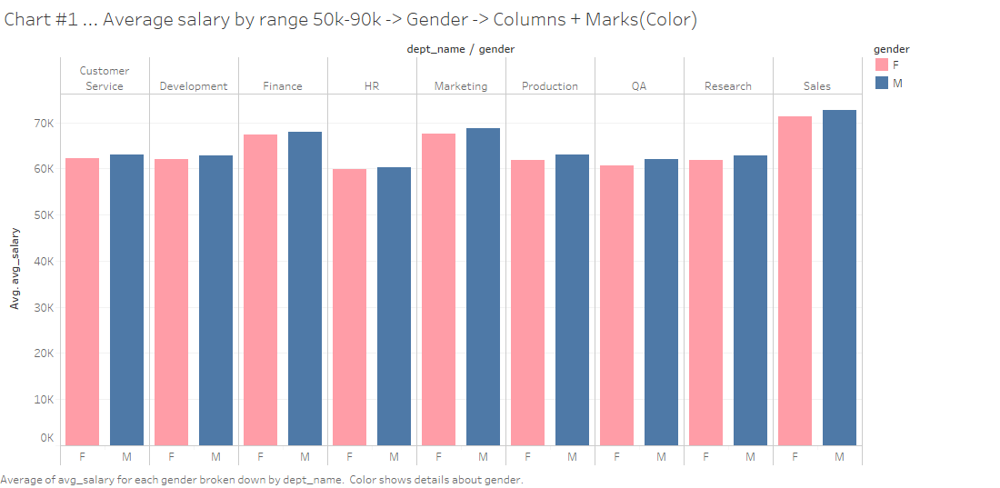 Chart #1 ... Average salary by range 50k-90k -> Gender -> Columns + Marks(Color)
dept_name / gender
gender
F
M
Customer
Service
Development
Finance
HR
Marketing
Production
QA
Research
Sales
70K
60K
50K
40K
30K
20K
10K
0K
Avg. avg_salary
F M F M F M F M F M F M F M F M F M
Average of avg_salary for each gender broken down by dept_name. Color shows details about gender.